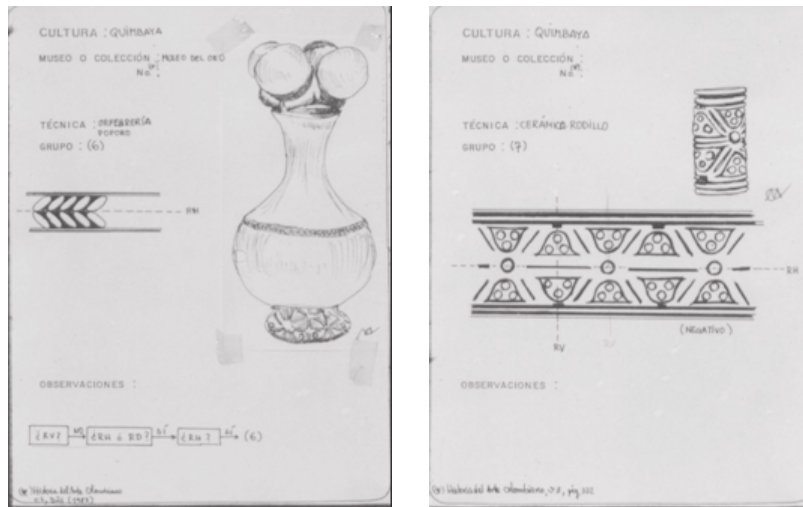 CULTURA : QUIMBAYA
MUSEO O COLECCIÓN : MUSEO DEL ORO
No. :
TÉCNICA : ORFEBRERÍA
POPORO
GRUPO : (6)
RH
OBSERVACIONES :
¿RV? NO ¿RH ó RD? SÍ ¿RH? SÍ (6)
CULTURA : QUIMBAYA
MUSEO O COLECCIÓN :
No. :
TÉCNICA : CERÁMICA RODILLO
GRUPO : (7)
RH
(NEGATIVO)
RV
OBSERVACIONES :
Historia del Arte Colombiano, pág.